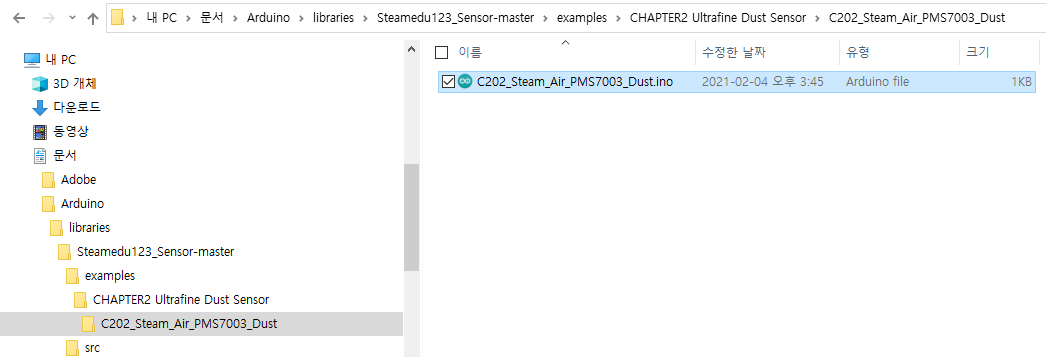 내 PC › 문서 › Arduino › libraries › Steamedu123_Sensor-master › examples › CHAPTER2 Ultrafine Dust Sensor › C202_Steam_Air_PMS7003_Dust
내 PC
3D 개체
다운로드
동영상
문서
Adobe
Arduino
libraries
Steamedu123_Sensor-master
examples
CHAPTER2 Ultrafine Dust Sensor
C202_Steam_Air_PMS7003_Dust
src
이름 수정한 날짜 유형 크기
C202_Steam_Air_PMS7003_Dust.ino 2021-02-04 오후 3:45 Arduino file 1KB